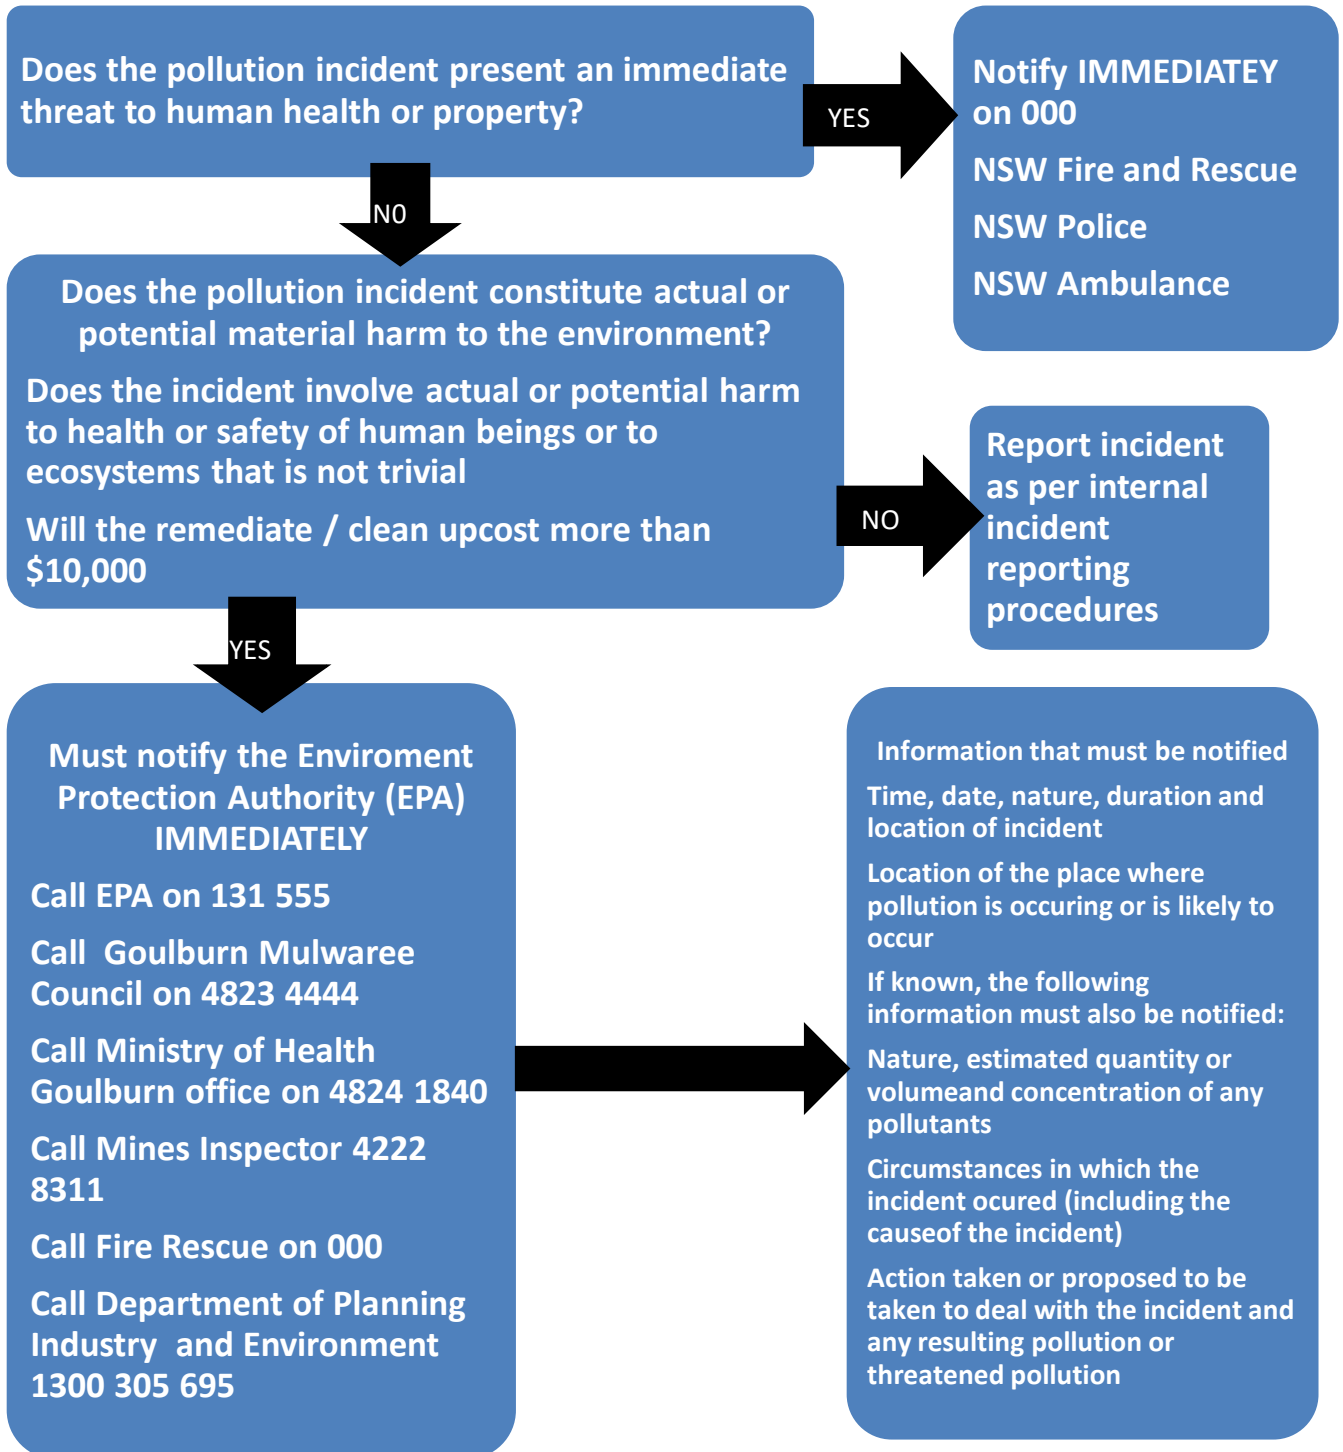 Does the pollution incident present an immediate
threat to human health or property?
YES
Notify IMMEDIATEY
on 000
NSW Fire and Rescue
NSW Police
NSW Ambulance
N0
Does the pollution incident constitute actual or
potential material harm to the environment?
Does the incident involve actual or potential harm
to health or safety of human beings or to
ecosystems that is not trivial
Will the remediate / clean upcost more than
$10,000
NO
Report incident
as per internal
incident
reporting
procedures
YES
Must notify the Enviroment
Protection Authority (EPA)
IMMEDIATELY
Call EPA on 131 555
Call  Goulburn Mulwaree
Council on 4823 4444
Call Ministry of Health
Goulburn office on 4824 1840
Call Mines Inspector 4222
8311
Call Fire Rescue on 000
Call Department of Planning
Industry  and Environment
1300 305 695
Information that must be notified
Time, date, nature, duration and
location of incident
Location of the place where
pollution is occuring or is likely to
occur
If known, the following
information must also be notified:
Nature, estimated quantity or
volumeand concentration of any
pollutants
Circumstances in which the
incident ocured (including the
causeof the incident)
Action taken or proposed to be
taken to deal with the incident and
any resulting pollution or
threatened pollution